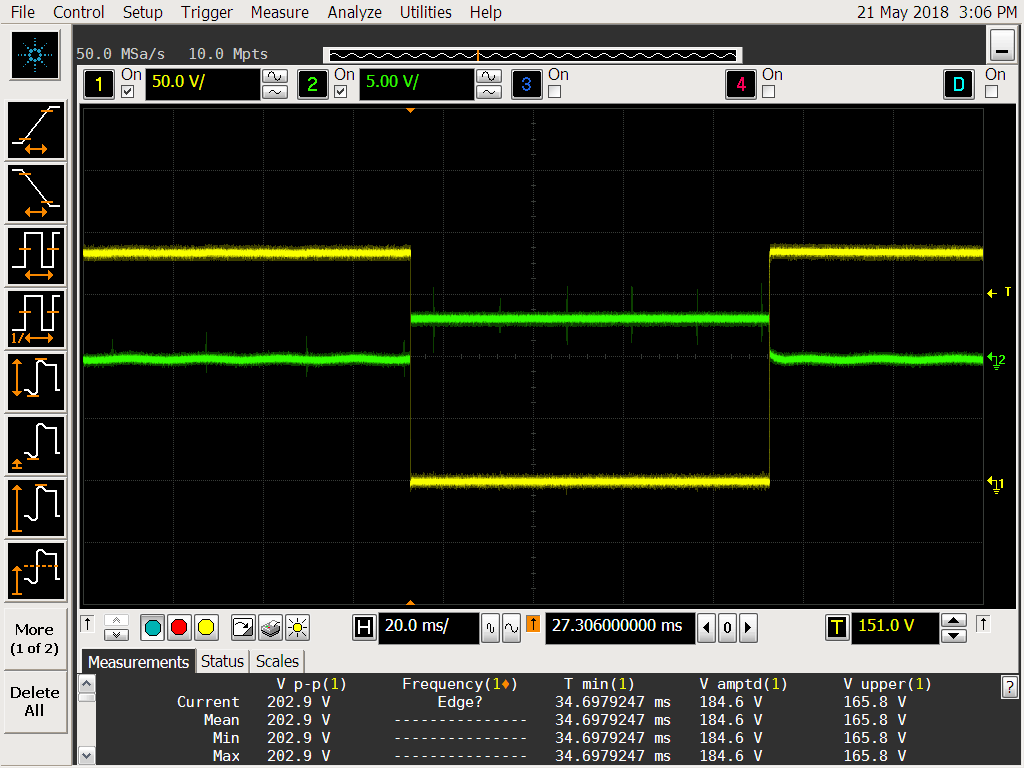 File Control Setup Trigger Measure Analyze Utilities Help 21 May 2018 3:06 PM
50.0 MSa/s 10.0 Mpts
1 On 50.0 V/ 2 On 5.00 V/ 3 On 4 On D On
T
2
1
1/
More
(1 of 2)
Delete
All
H 20.0 ms/ 27.306000000 ms 0 T 151.0 V
Measurements Status Scales
V p-p(1) Frequency(1♦) T min(1) V amptd(1) V upper(1) ?
Current 202.9 V Edge? 34.6979247 ms 184.6 V 165.8 V
Mean 202.9 V --------------- 34.6979247 ms 184.6 V 165.8 V
Min 202.9 V --------------- 34.6979247 ms 184.6 V 165.8 V
Max 202.9 V --------------- 34.6979247 ms 184.6 V 165.8 V